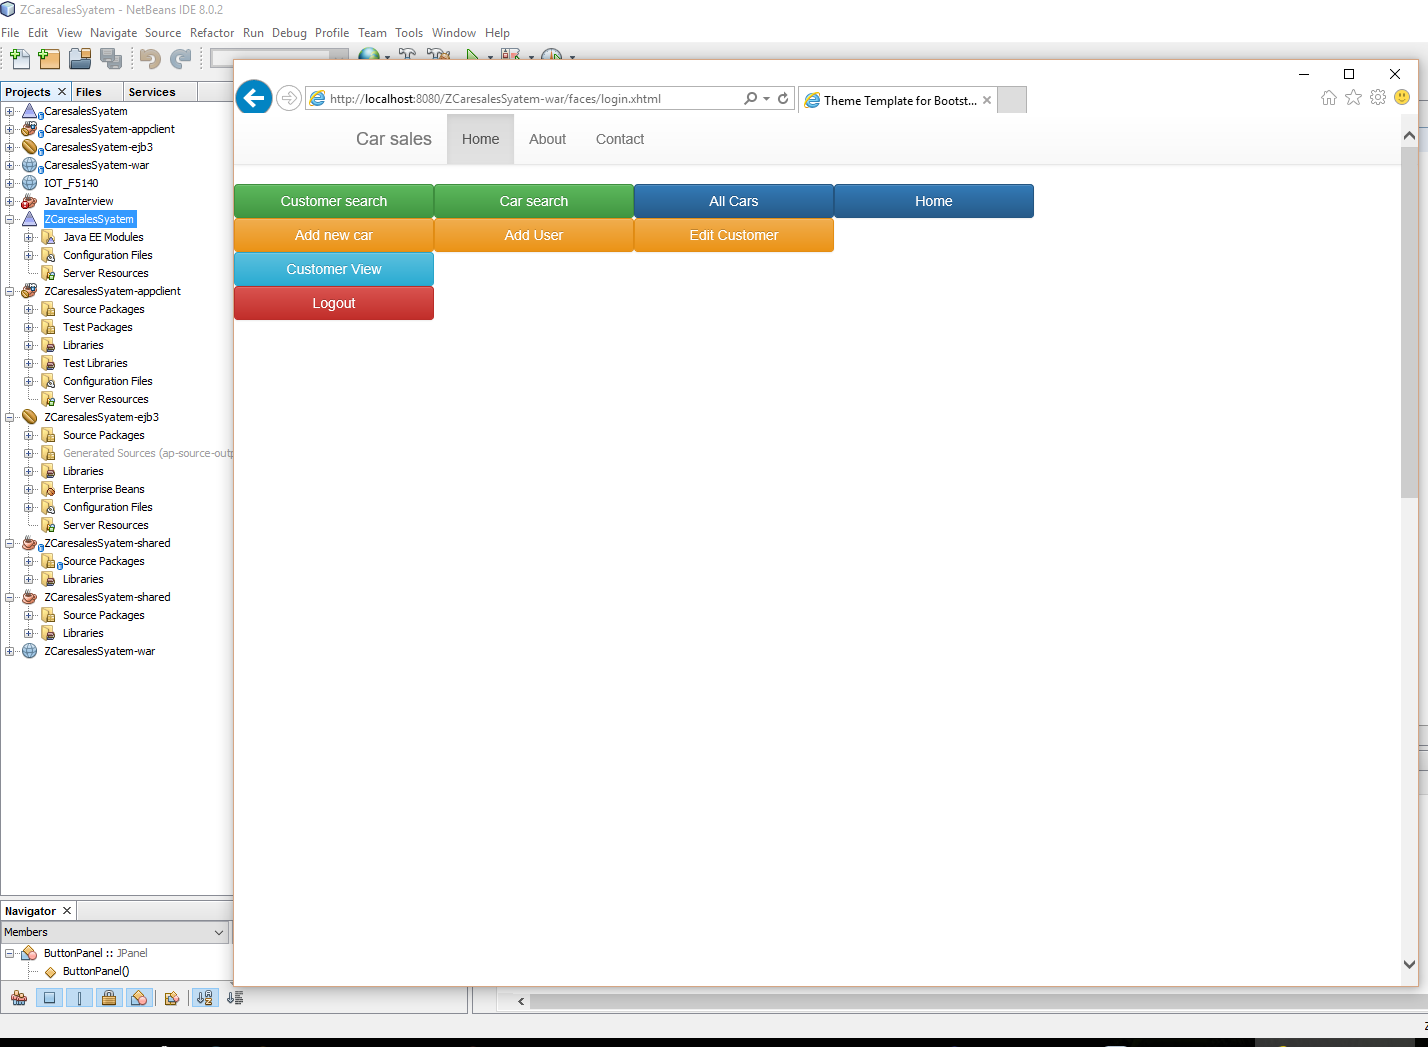 ZCaresalesSyatem - NetBeans IDE 8.0.2
File Edit View Navigate Source Refactor Run Debug Profile Team Tools Window Help
Projects Files Services
CaresalesSyatem
CaresalesSyatem-appclient
CaresalesSyatem-ejb3
CaresalesSyatem-war
IOT_F5140
JavaInterview
ZCaresalesSyatem
Java EE Modules
Configuration Files
Server Resources
ZCaresalesSyatem-appclient
Source Packages
Test Packages
Libraries
Test Libraries
Configuration Files
Server Resources
ZCaresalesSyatem-ejb3
Source Packages
Generated Sources (ap-source-outp
Libraries
Enterprise Beans
Configuration Files
Server Resources
ZCaresalesSyatem-shared
Source Packages
Libraries
ZCaresalesSyatem-shared
Source Packages
Libraries
ZCaresalesSyatem-war
Navigator
Members
ButtonPanel :: JPanel
ButtonPanel()
http://localhost:8080/ZCaresalesSyatem-war/faces/login.xhtml
Theme Template for Bootst...
Car sales Home About Contact
Customer search Car search All Cars Home
Add new car Add User Edit Customer
Customer View
Logout